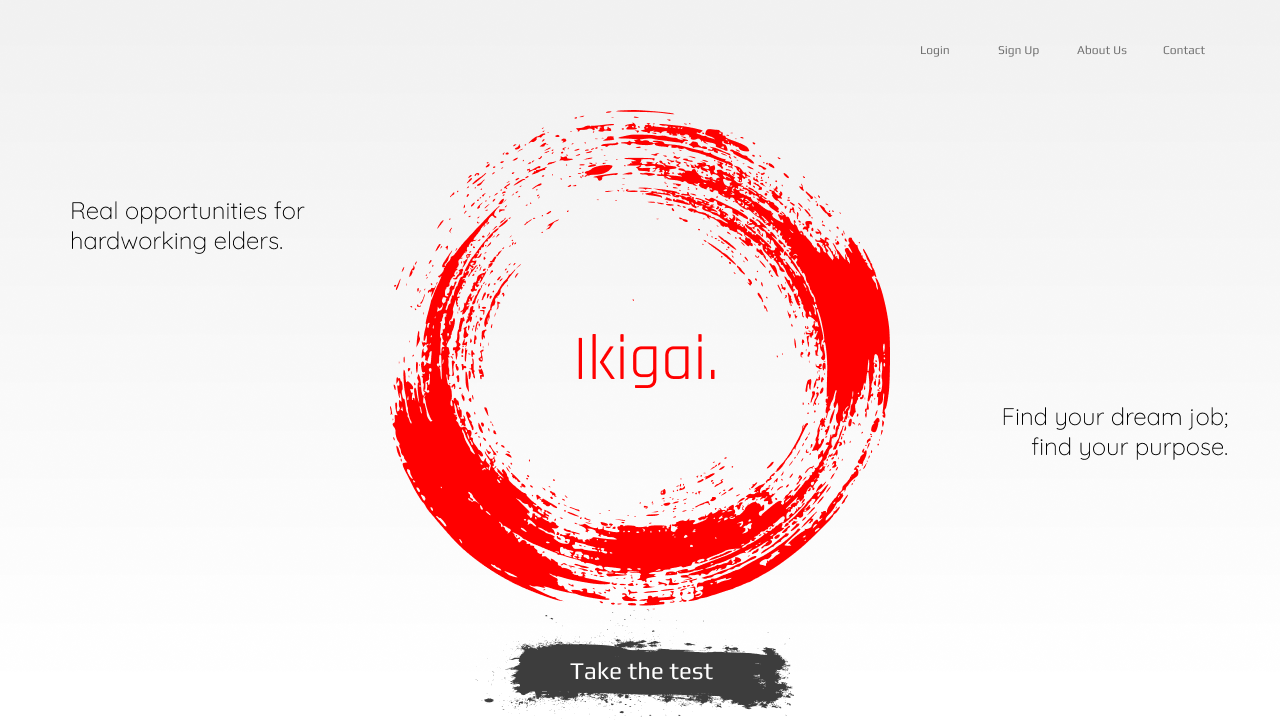 Login Sign Up About Us Contact
Real opportunities for
hardworking elders.
Ikigai.
Find your dream job;
find your purpose.
Take the test